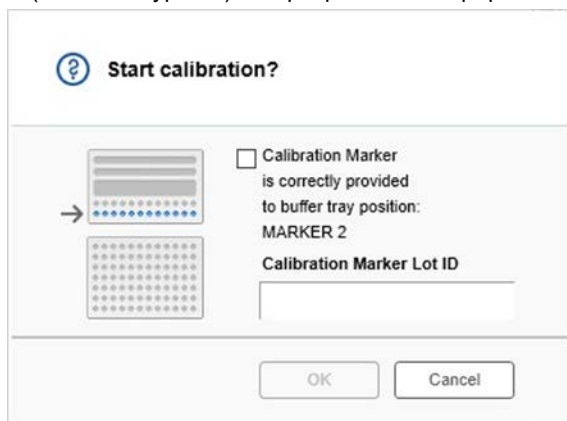 Start calibration?
Calibration Marker
is correctly provided
to buffer tray position:
MARKER 2
Calibration Marker Lot ID
OK
Cancel